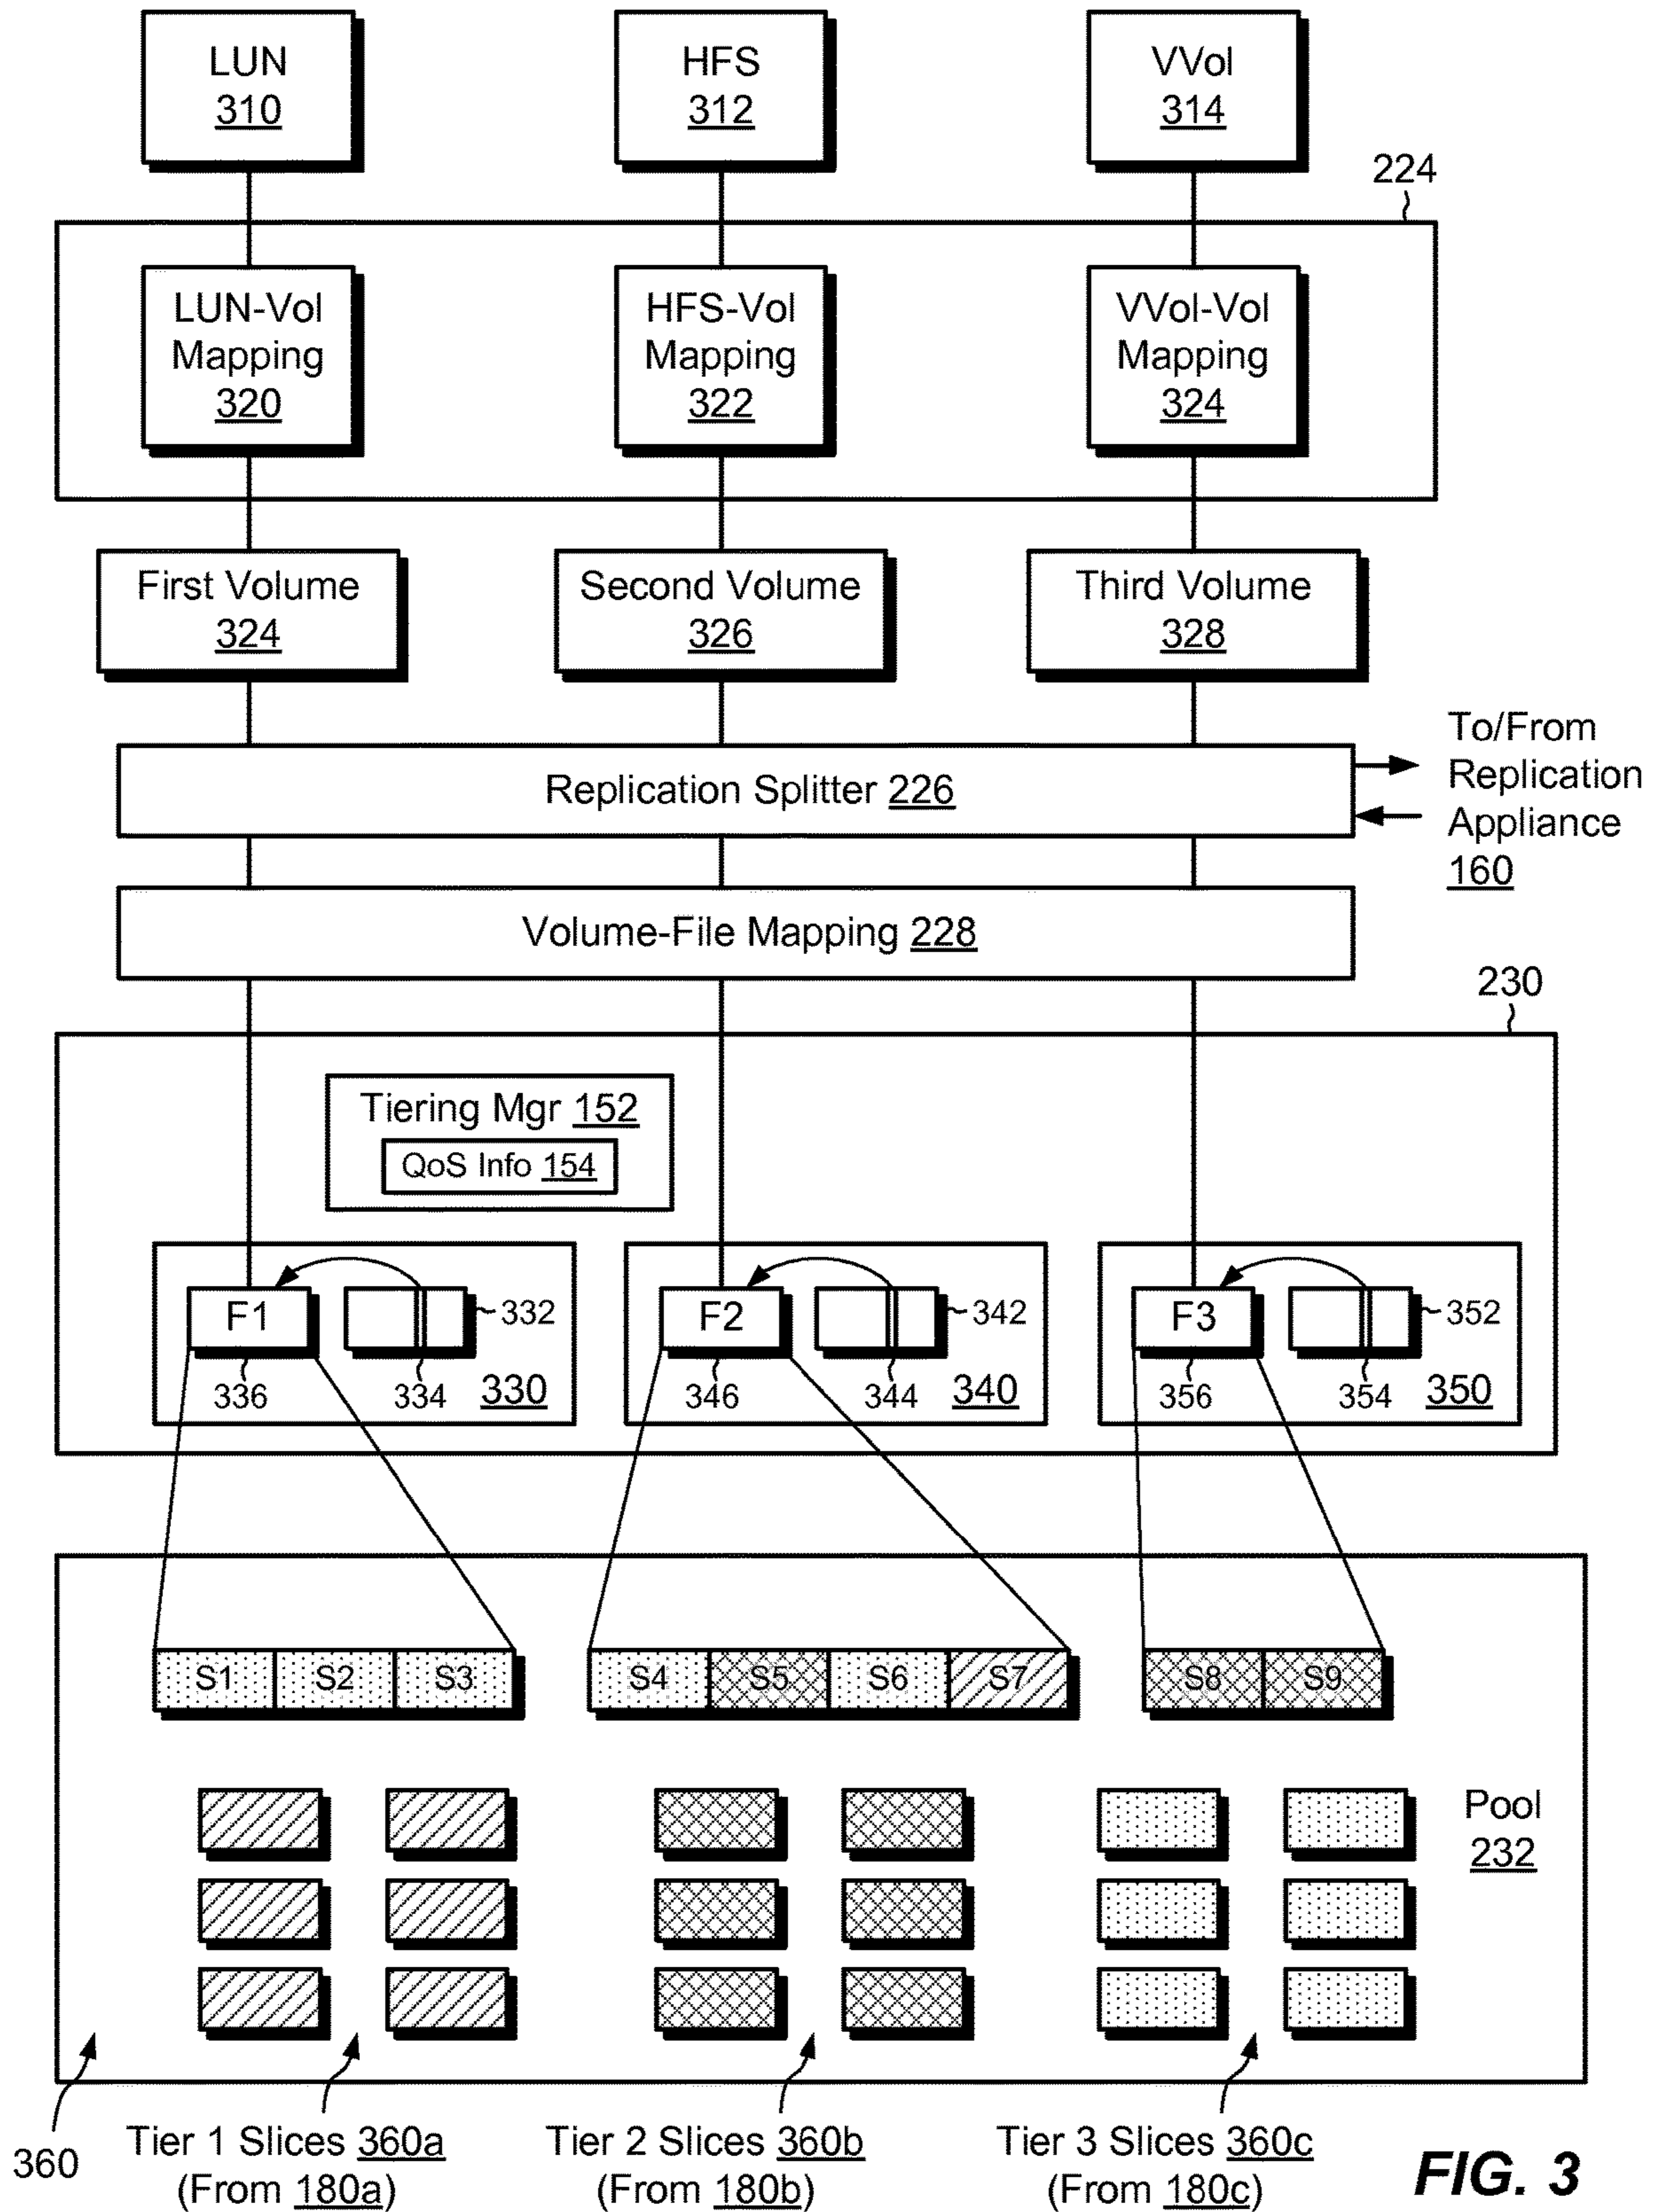 LUN
310
HFS
312
VVol
314
224
LUN-Vol
Mapping
320
HFS-Vol
Mapping
322
VVol-Vol
Mapping
324
First Volume
324
Second Volume
326
Third Volume
328
To/From
Replication
Appliance
160
Replication Splitter 226
Volume-File Mapping 228
230
Tiering Mgr 152
QoS Info 154
F1
332
336
334
330
F2
342
346
344
340
F3
352
356
354
350
S1 S2 S3
S4 S5 S6 S7
S8 S9
Pool
232
360
Tier 1 Slices 360a
(From 180a)
Tier 2 Slices 360b
(From 180b)
Tier 3 Slices 360c
(From 180c)
FIG. 3